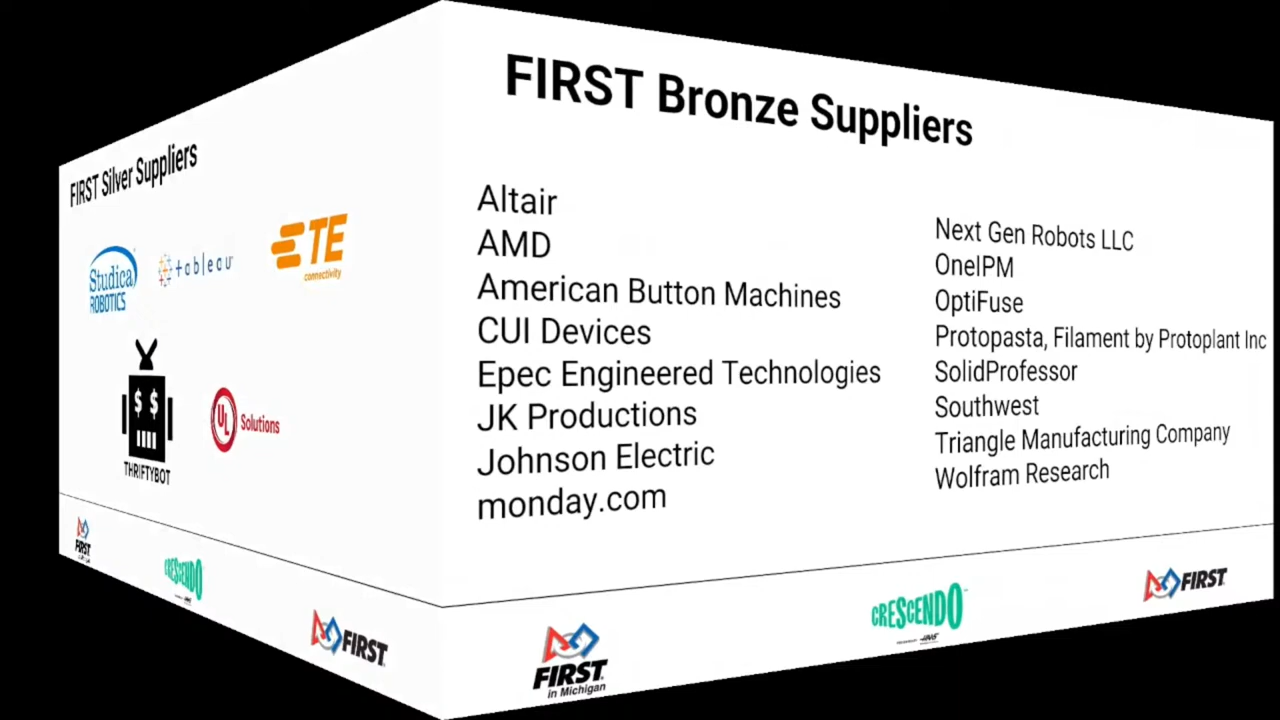 FIRST Silver Suppliers
Studica
ROBOTICS
tableau
TE
connectivity
$ $
THRIFTYBOT
UL Solutions
FIRST
CRESCENDO
FIRST
FIRST Bronze Suppliers
Altair
AMD
American Button Machines
CUI Devices
Epec Engineered Technologies
JK Productions
Johnson Electric
monday.com
Next Gen Robots LLC
OneIPM
OptiFuse
Protopasta, Filament by Protoplant Inc
SolidProfessor
Southwest
Triangle Manufacturing Company
Wolfram Research
FIRST
in Michigan
CRESCENDO
HAAS
FIRST